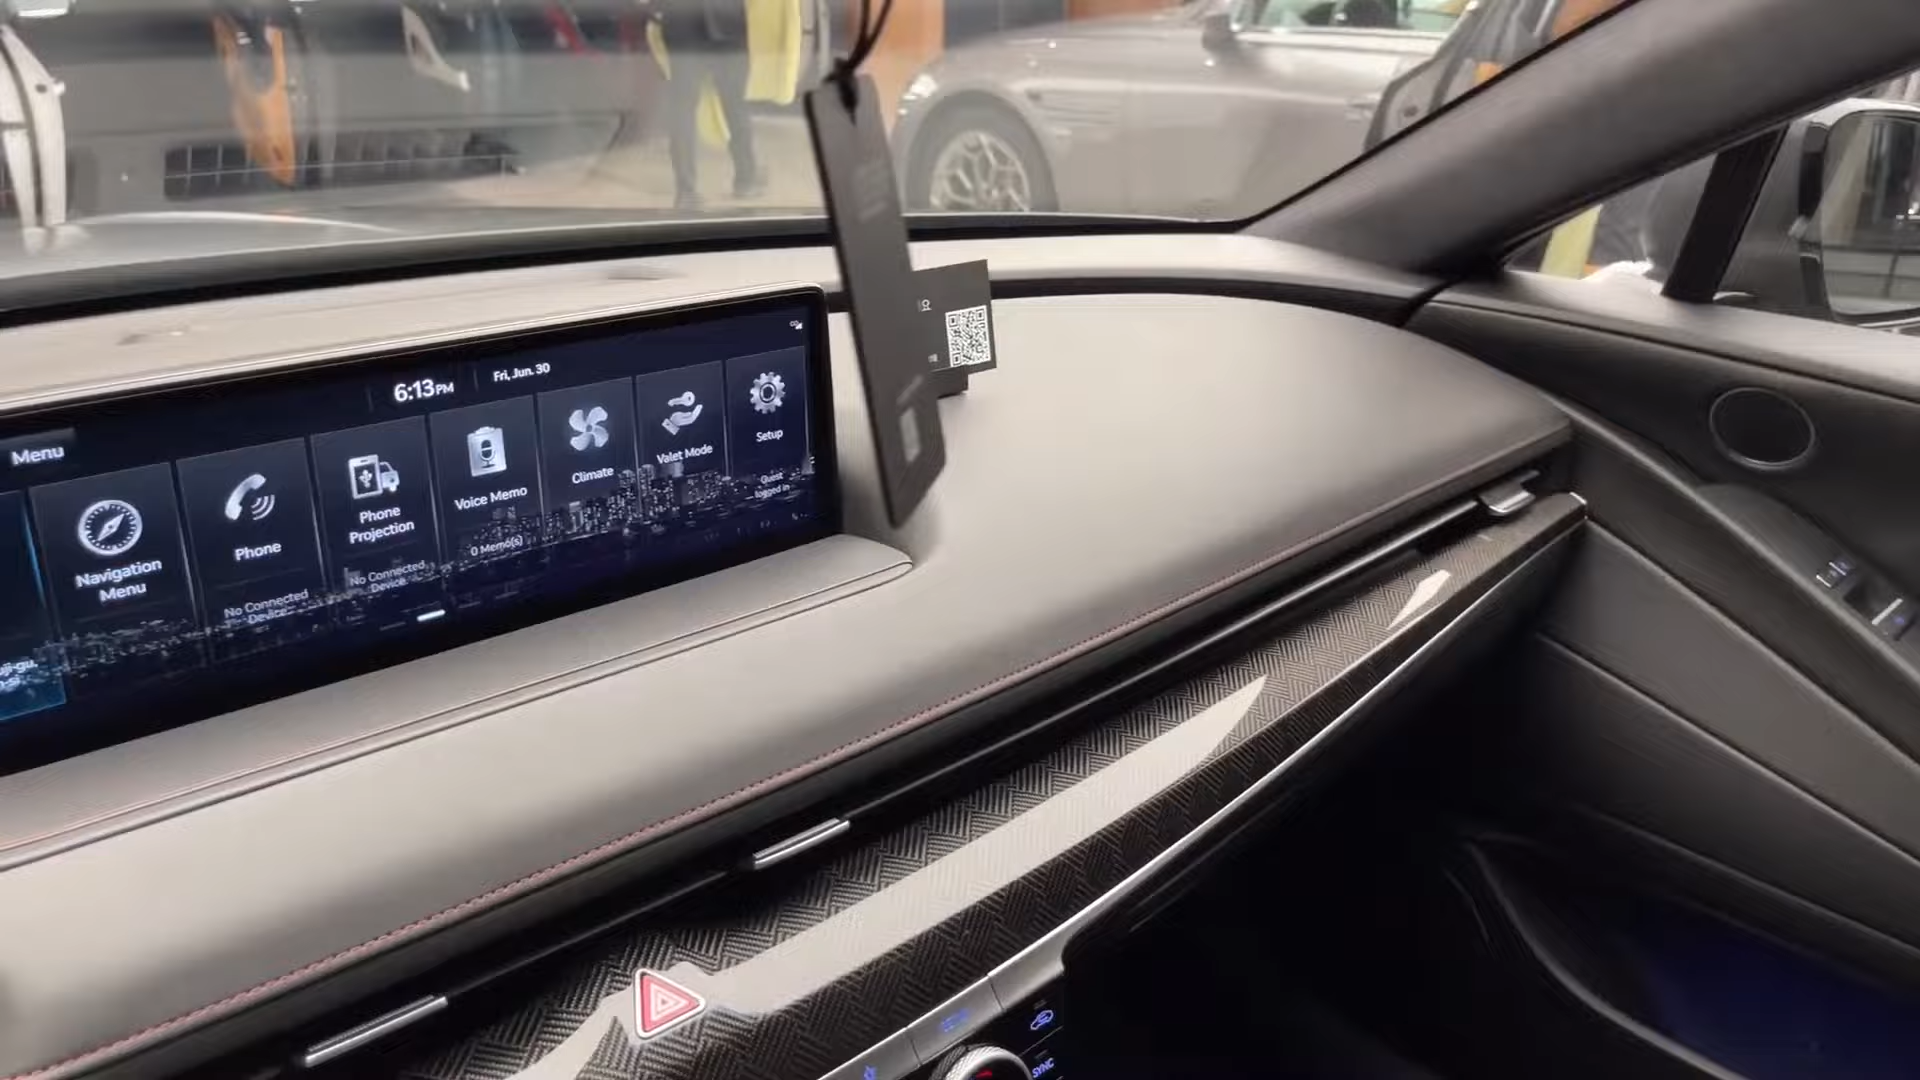 6:13PM
Fri, Jun. 30
Menu
Navigation
Menu
Phone
No Connected
Device
Phone
Projection
No Connected
Device
Voice Memo
0 Memo(s)
Climate
Valet Mode
Setup
Guest
logged in
SYNC